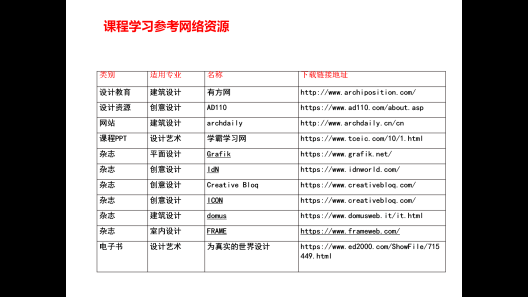 课程学习参考网络资源
类别 适用专业 名称 下载链接地址
设计教育 建筑设计 有方网 http://www.archiposition.com/
设计资源 创意设计 AD110 https://www.ad110.com/about.asp
网站 建筑设计 archdaily http://www.archdaily.cn/cn
课程PPT 设计艺术 学霸学习网 https://www.tceic.com/10/1.html
杂志 平面设计 Grafik https://www.grafik.net/
杂志 创意设计 IdN https://www.idnworld.com/
杂志 创意设计 Creative Bloq https://www.creativebloq.com/
杂志 创意设计 ICON https://www.creativebloq.com/
杂志 建筑设计 domus https://www.domusweb.it/it.html
杂志 室内设计 FRAME https://www.frameweb.com/
电子书 设计艺术 为真实的世界设计 https://www.ed2000.com/ShowFile/715
449.html